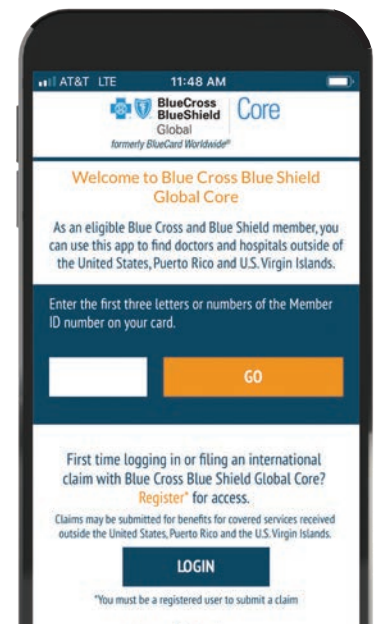 AT&T LTE 11:48 AM
BlueCross
BlueShield
Global
Core
formerly BlueCard Worldwide®
Welcome to Blue Cross Blue Shield
Global Core
As an eligible Blue Cross and Blue Shield member, you
can use this app to find doctors and hospitals outside of
the United States, Puerto Rico and U.S. Virgin Islands.
Enter the first three letters or numbers of the Member
ID number on your card.
GO
First time logging in or filing an international
claim with Blue Cross Blue Shield Global Core?
Register* for access.
Claims may be submitted for benefits for covered services received
outside the United States, Puerto Rico and the U.S. Virgin Islands.
LOGIN
*You must be a registered user to submit a claim